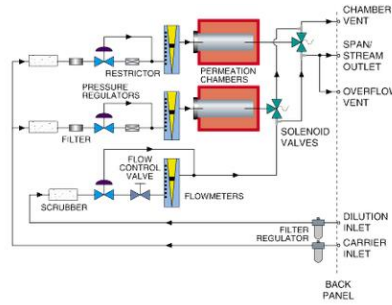 CHAMBER
VENT
SPAN/
STREAM
OUTLET
RESTRICTOR
PERMEATION
CHAMBERS
PRESSURE
REGULATORS
OVERFLOW
VENT
FILTER
SOLENOID
VALVES
FLOW
CONTROL
VALVE
FLOWMETERS
SCRUBBER
DILUTION
INLET
FILTER
REGULATOR
CARRIER
INLET
BACK
PANEL